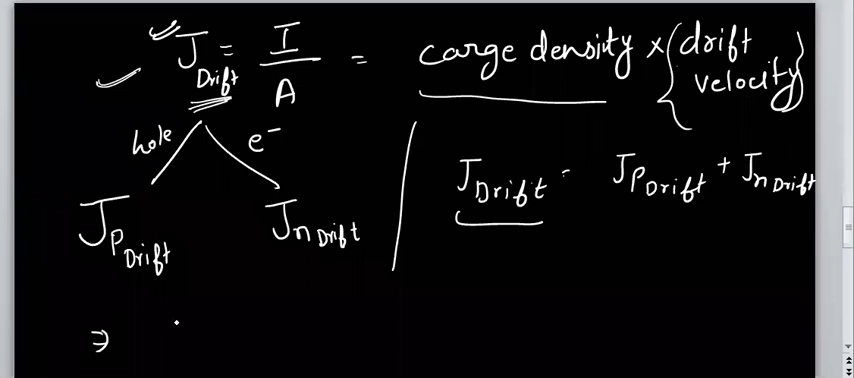 J_Drift = I / A = carge density × { drift velocity }
hole e⁻
J_P Drift J_n Drift
J_Drift = J_P Drift + J_n Drift
⇒